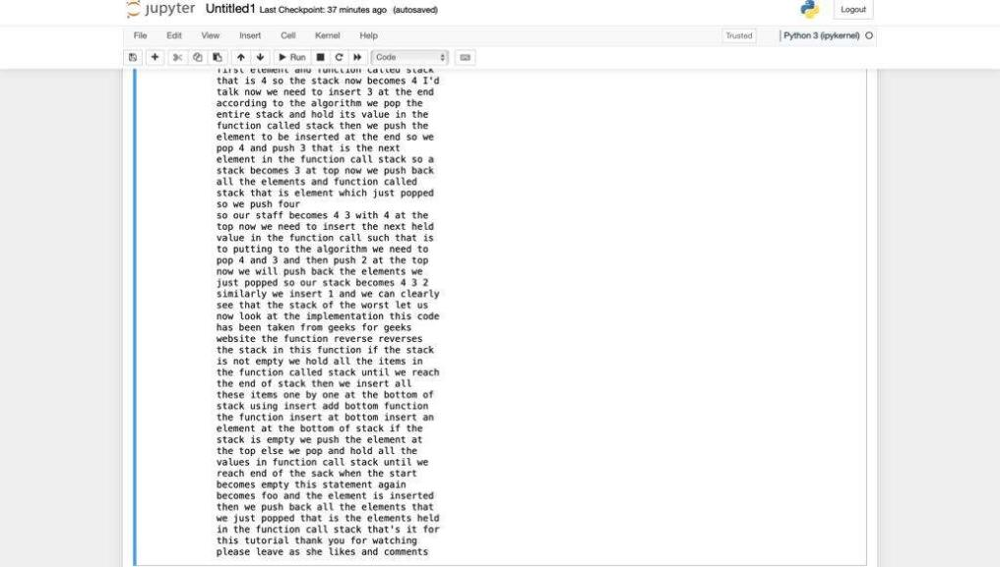 jupyter Untitled1 Last Checkpoint: 37 minutes ago (autosaved)
Logout
File Edit View Insert Cell Kernel Help
Trusted
Python 3 (ipykernel)
Run
Code
first element and function called stack
that is 4 so the stack now becomes 4 I'd
talk now we need to insert 3 at the end
according to the algorithm we pop the
entire stack and hold its value in the
function called stack then we push the
element to be inserted at the end so we
pop 4 and push 3 that is the next
element in the function call stack so a
stack becomes 3 at top now we push back
all the elements and function called
stack that is element which just popped
so we push four
so our staff becomes 4 3 with 4 at the
top now we need to insert the next held
value in the function call such that is
to putting to the algorithm we need to
pop 4 and 3 and then push 2 at the top
now we will push back the elements we
just popped so our stack becomes 4 3 2
similarly we insert 1 and we can clearly
see that the stack of the worst let us
now look at the implementation this code
has been taken from geeks for geeks
website the function reverse reverses
the stack in this function if the stack
is not empty we hold all the items in
the function called stack until we reach
the end of stack then we insert all
these items one by one at the bottom of
stack using insert add bottom function
the function insert at bottom insert an
element at the bottom of stack if the
stack is empty we push the element at
the top else we pop and hold all the
values in function call stack until we
reach end of the sack when the start
becomes empty this statement again
becomes foo and the element is inserted
then we push back all the elements that
we just popped that is the elements held
in the function call stack that's it for
this tutorial thank you for watching
please leave as she likes and comments